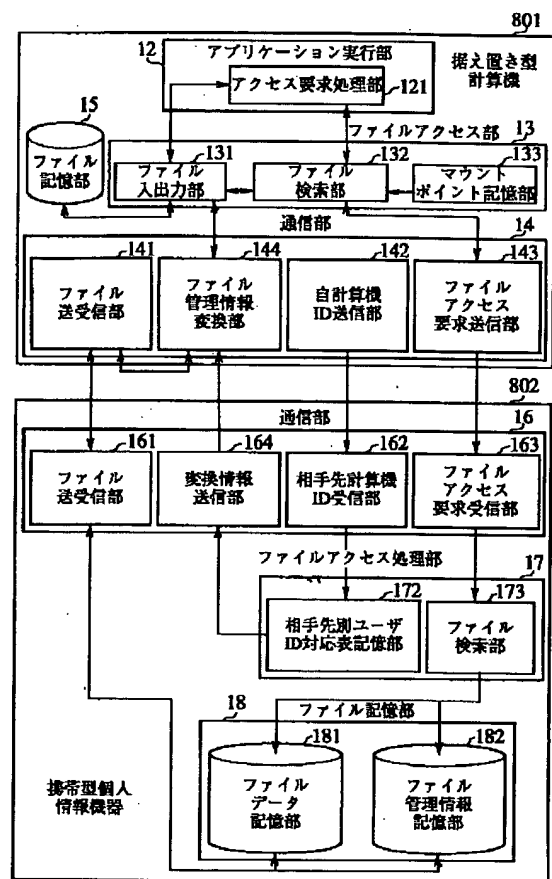 801
12
アプリケーション実行部
アクセス要求処理部
121
据え置き型
計算機
15
ファイル
記憶部
ファイルアクセス部
13
131
ファイル
入出力部
132
ファイル
検索部
133
マウント
ポイント記憶部
通信部
14
141
ファイル
送受信部
144
ファイル
管理情報
変換部
142
自計算機
ID送信部
143
ファイル
アクセス
要求送信部
802
通信部
16
161
ファイル
送受信部
164
変換情報
送信部
162
相手先計算機
ID受信部
163
ファイル
アクセス
要求受信部
ファイルアクセス処理部
17
172
相手先別ユーザ
ID対応表記憶部
173
ファイル
検索部
18
ファイル記憶部
181
ファイル
データ
記憶部
182
ファイル
管理情報
記憶部
携帯型個人
情報機器